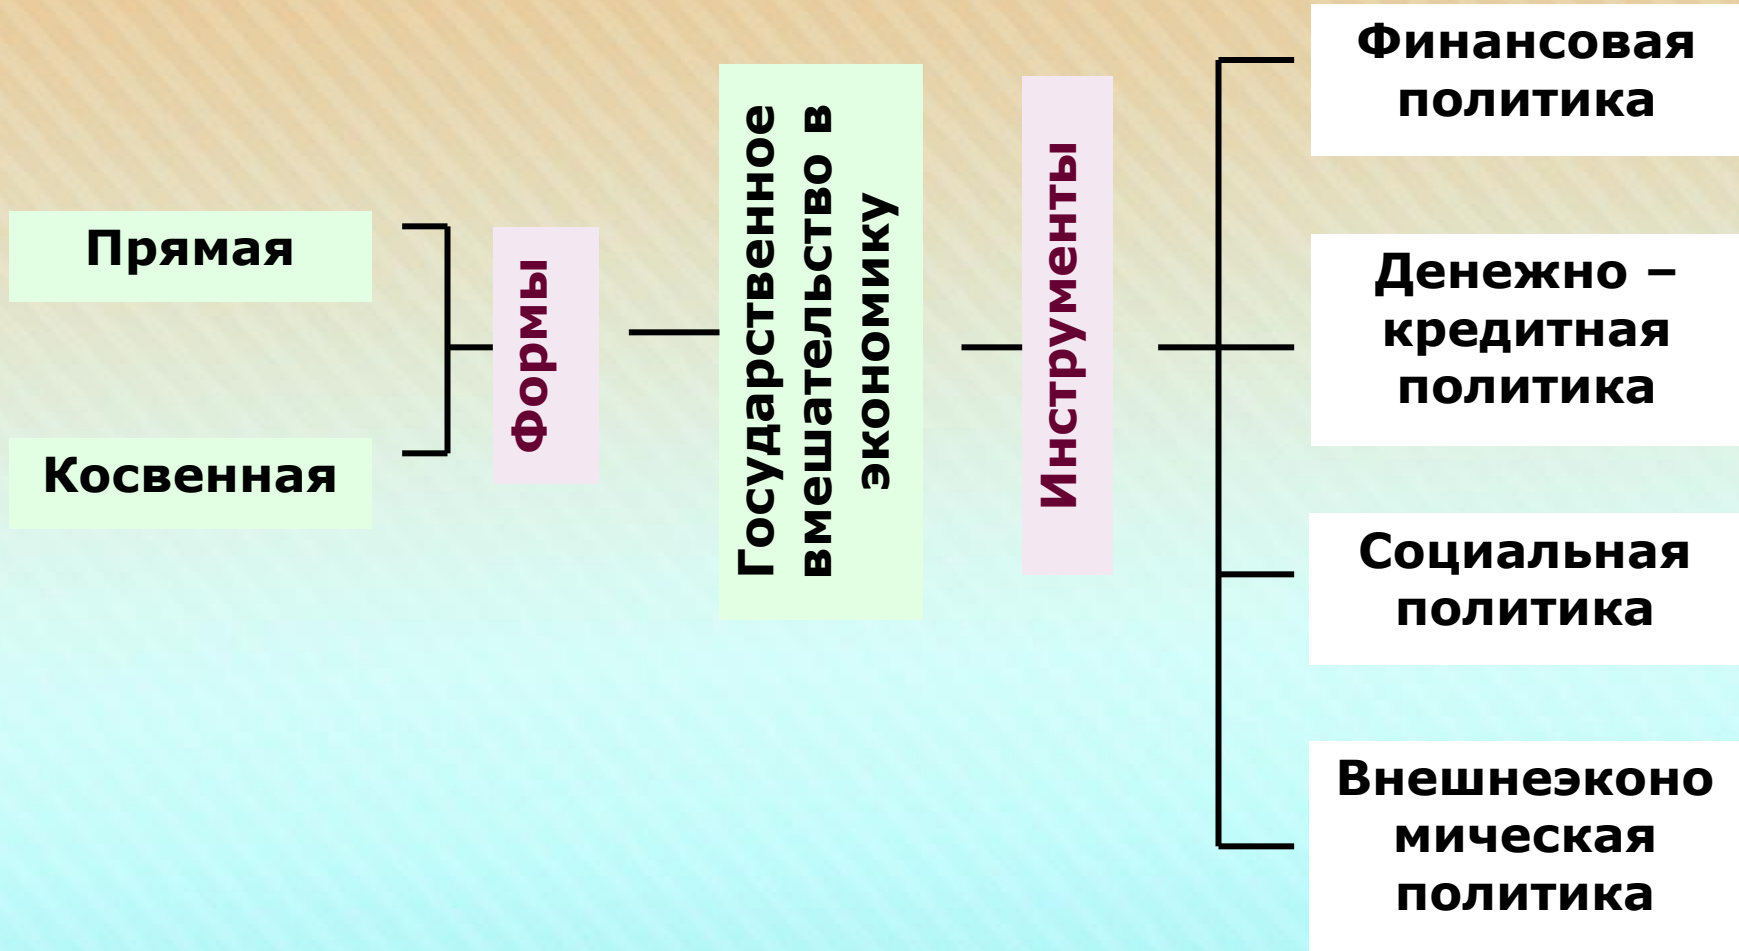 Прямая
Косвенная
Формы
Государственное
вмешательство в
экономику
Инструменты
Финансовая
политика
Денежно –
кредитная
политика
Социальная
политика
Внешнеэконо
мическая
политика